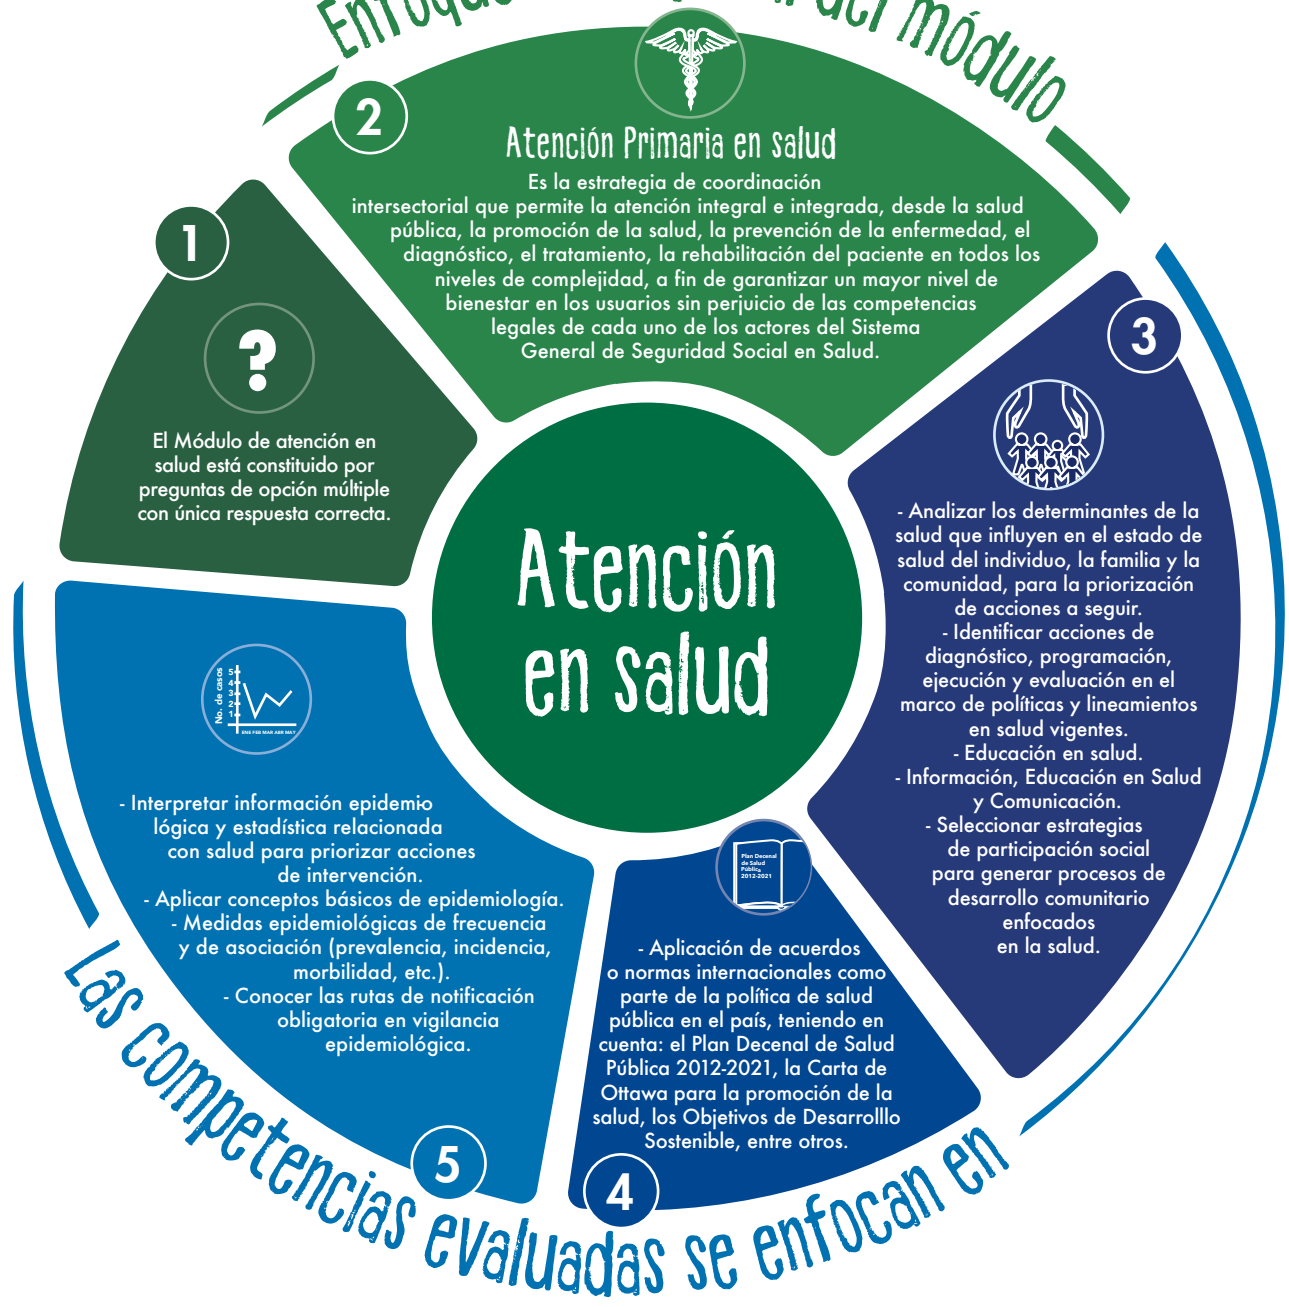 Enfoque
del módulo
1
El Módulo de atención en
salud está constituido por
preguntas de opción múltiple
con única respuesta correcta.
2
Atención Primaria en salud
Es la estrategia de coordinación
intersectorial que permite la atención integral e integrada, desde la salud
pública, la promoción de la salud, la prevención de la enfermedad, el
diagnóstico, el tratamiento, la rehabilitación del paciente en todos los
niveles de complejidad, a fin de garantizar un mayor nivel de
bienestar en los usuarios sin perjuicio de las competencias
legales de cada uno de los actores del Sistema
General de Seguridad Social en Salud.
Atención
en salud
3
- Analizar los determinantes de la
salud que influyen en el estado de
salud del individuo, la familia y la
comunidad, para la priorización
de acciones a seguir.
- Identificar acciones de
diagnóstico, programación,
ejecución y evaluación en el
marco de políticas y lineamientos
en salud vigentes.
- Educación en salud.
- Información, Educación en Salud
y Comunicación.
- Seleccionar estrategias
de participación social
para generar procesos de
desarrollo comunitario
enfocados
en la salud.
Plan Decenal
de Salud
Pública
2012-2021
- Aplicación de acuerdos
o normas internacionales como
parte de la política de salud
pública en el país, teniendo en
cuenta: el Plan Decenal de Salud
Pública 2012-2021, la Carta de
Ottawa para la promoción de la
salud, los Objetivos de Desarrolllo
Sostenible, entre otros.
4
No. de casos
5
4
3
2
1
ENE FEB MAR ABR MAY
- Interpretar información epidemio
lógica y estadística relacionada
con salud para priorizar acciones
de intervención.
- Aplicar conceptos básicos de epidemiología.
- Medidas epidemiológicas de frecuencia
y de asociación (prevalencia, incidencia,
morbilidad, etc.).
- Conocer las rutas de notificación
obligatoria en vigilancia
epidemiológica.
5
Las competencias evaluadas se enfocan en